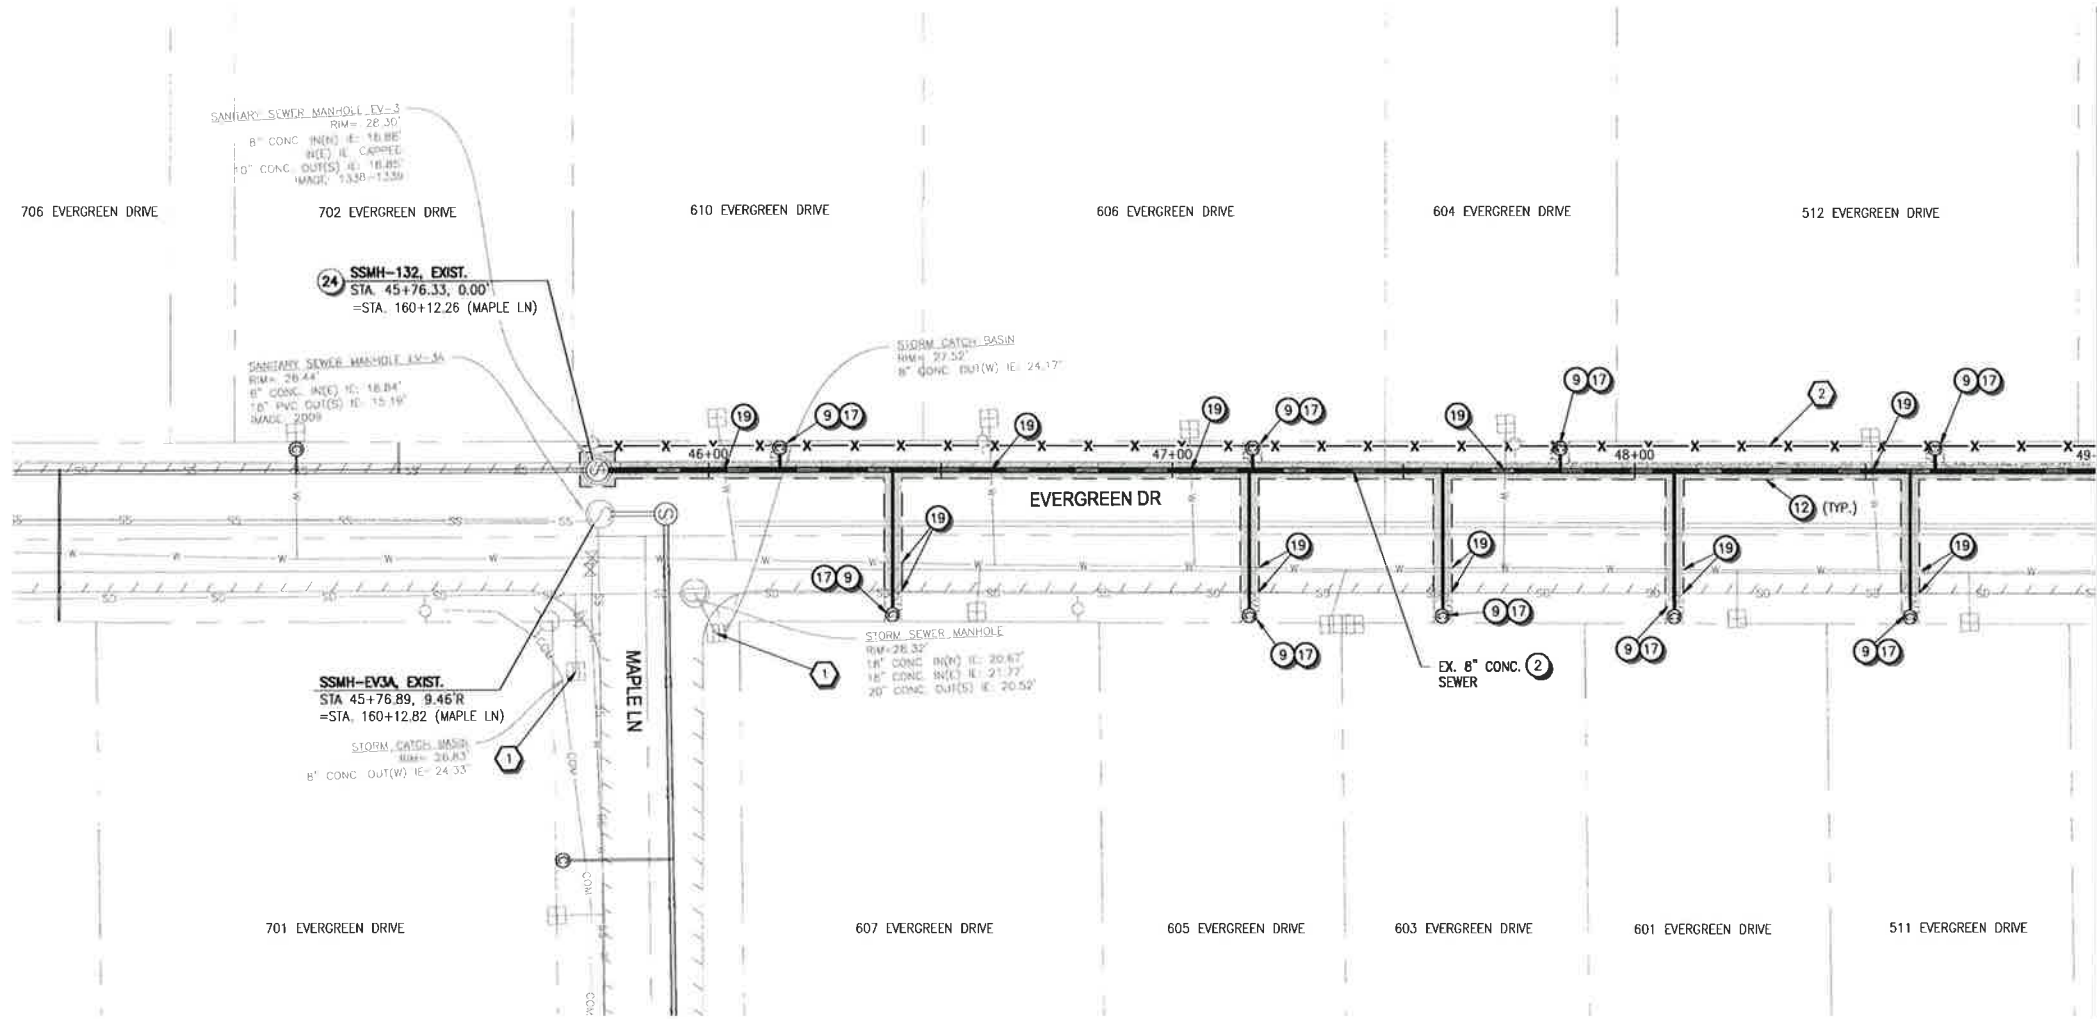 SANITARY SEWER MANHOLE EV-3
RIM= 28.30'
8" CONC IN(N) IE: 16.86'
IN(E) IE CAPPED
10" CONC OUT(S) IE: 16.85'
IMAGE: 1338-1339
706 EVERGREEN DRIVE
702 EVERGREEN DRIVE
610 EVERGREEN DRIVE
606 EVERGREEN DRIVE
604 EVERGREEN DRIVE
512 EVERGREEN DRIVE
24
SSMH-132, EXIST.
STA. 45+76.33, 0.00'
=STA. 160+12.26 (MAPLE LN)
SANITARY SEWER MANHOLE EV-3A
RIM= 28.44'
CONC. IN(E) IE: 16.84'
PVC OUT(S) IE: 15.19'
IMAGE: 2009
STORM CATCH BASIN
RIM= 27.52'
8" CONC OUT(W) IE: 24.17'
19
9 17
19
19
9 17
19
9 17
2
19
9 17
46+00
47+00
48+00
49
EVERGREEN DR
12 (TYP.)
19
19
19
19
19
17 9
9 17
9 17
9 17
9 17
EX. 8" CONC. 2
SEWER
STORM SEWER MANHOLE
RIM=28.32'
18" CONC. IN(N) IE: 20.67'
18" CONC. IN(E) IE: 21.77'
20" CONC. OUT(S) IE: 20.52'
1
MAPLE LN
SSMH-EV3A, EXIST.
STA 45+76.89, 9.46'R
=STA. 160+12.82 (MAPLE LN)
STORM CATCH BASIN
RIM= 26.83'
8" CONC OUT(W) IE= 24.33'
1
701 EVERGREEN DRIVE
607 EVERGREEN DRIVE
605 EVERGREEN DRIVE
603 EVERGREEN DRIVE
601 EVERGREEN DRIVE
511 EVERGREEN DRIVE